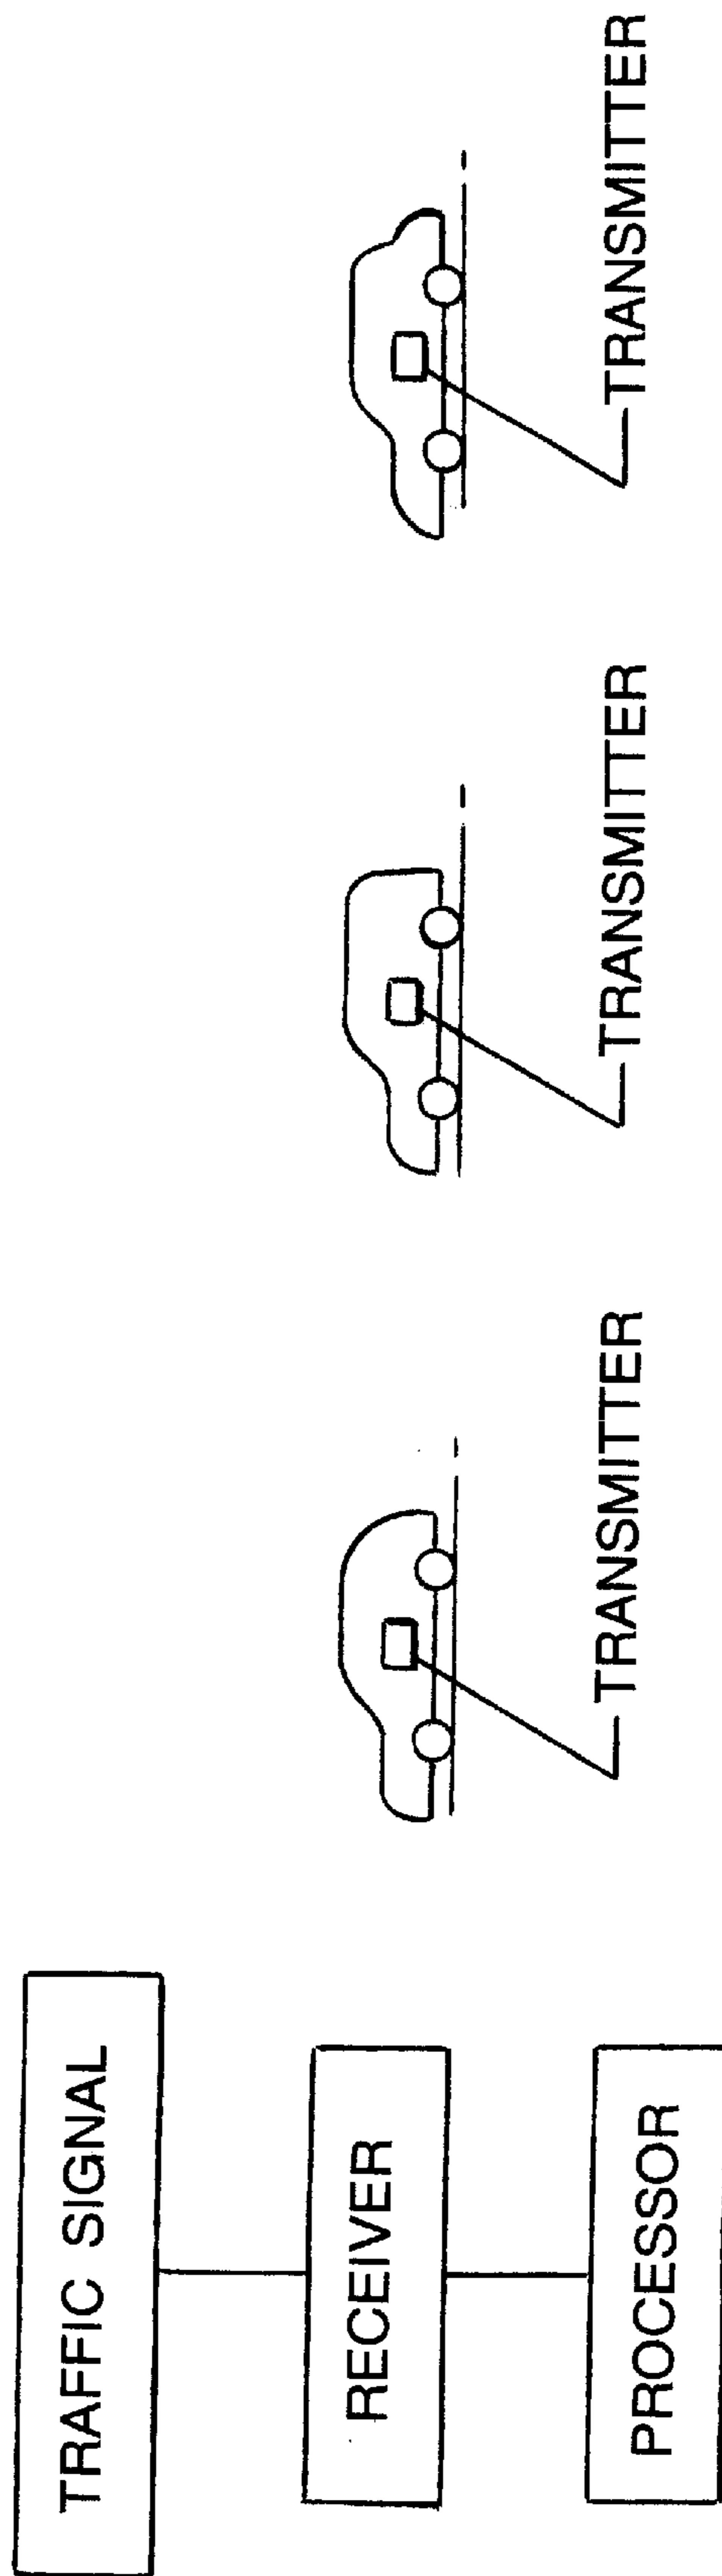 TRAFFIC SIGNAL
RECEIVER
PROCESSOR
TRANSMITTER
TRANSMITTER
TRANSMITTER